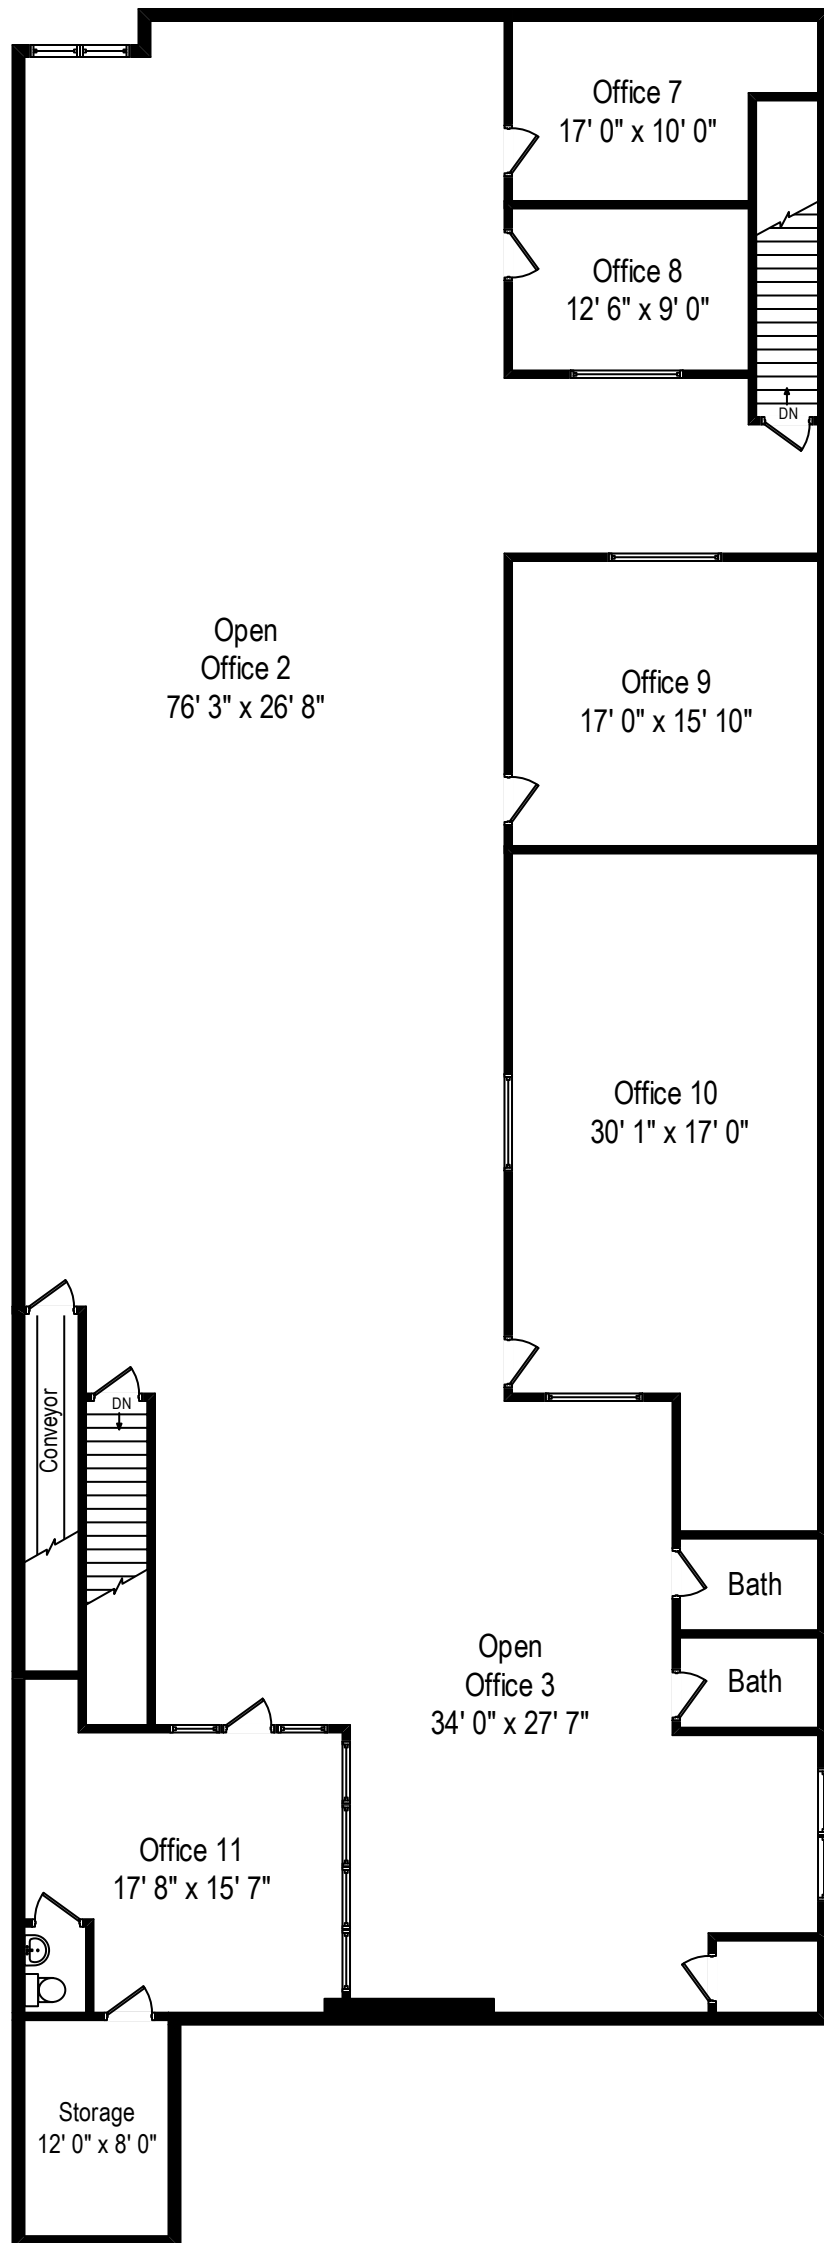 Office 7
17' 0" x 10' 0"
Office 8
12' 6" x 9' 0"
DN
Open
Office 2
76' 3" x 26' 8"
Office 9
17' 0" x 15' 10"
Office 10
30' 1" x 17' 0"
Conveyor
DN
Bath
Open
Office 3
34' 0" x 27' 7"
Bath
Office 11
17' 8" x 15' 7"
Storage
12' 0" x 8' 0"